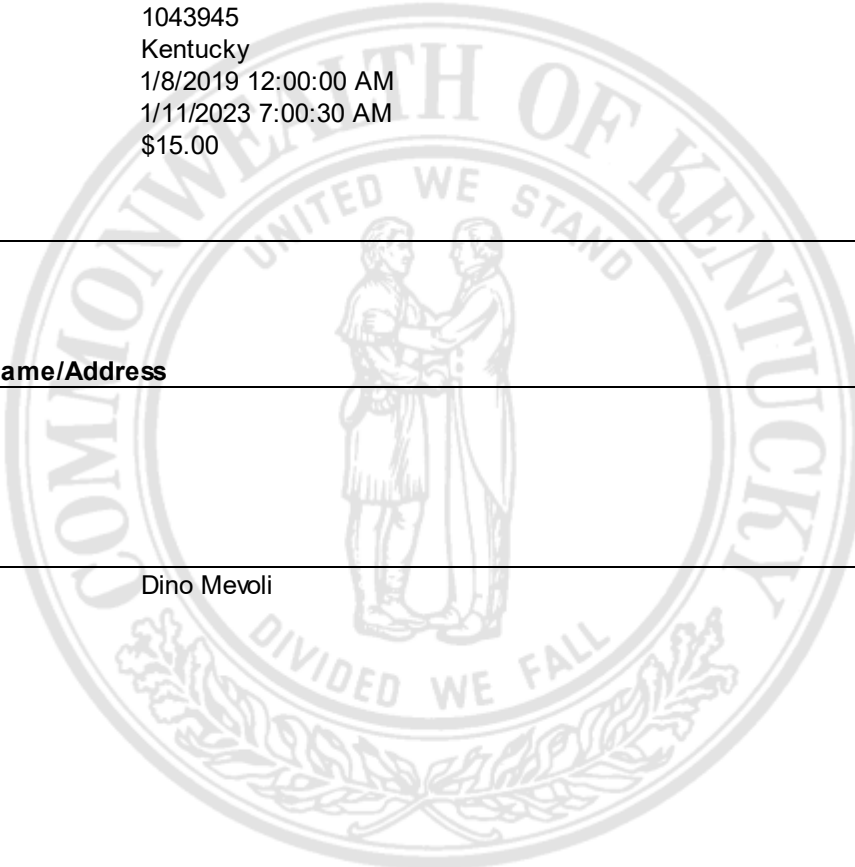 1043945
Kentucky
1/8/2019 12:00:00 AM
1/11/2023 7:00:30 AM
$15.00
COMMONWEALTH OF KENTUCKY
UNITED WE STAND
ame/Address
Dino Mevoli
DIVIDED WE FALL